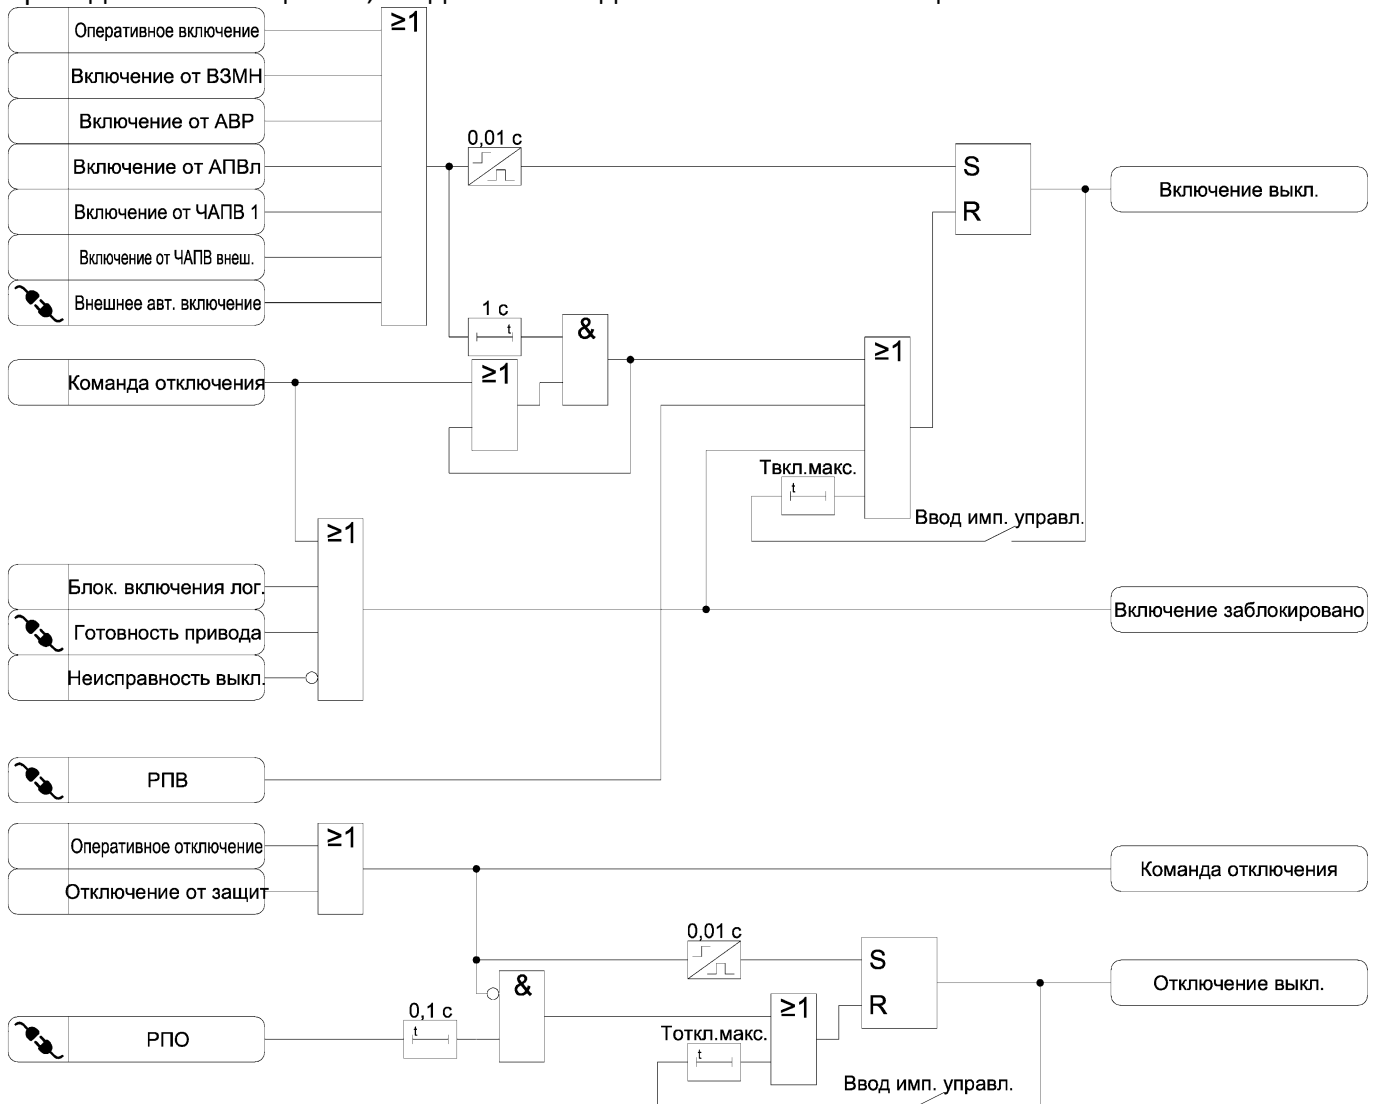 Оперативное включение
≥1
Включение от ВЗМН
Включение от АВР
0,01 с
Включение от АПВл
S
Включение выкл.
Включение от ЧАПВ 1
R
Включение от ЧАПВ внеш.
Внешнее авт. включение
1 с
t
&
≥1
Команда отключения
≥1
Твкл.макс.
t
Ввод имп. управл.
≥1
Блок. включения лог.
Включение заблокировано
Готовность привода
Неисправность выкл.
РПВ
≥1
Оперативное отключение
Команда отключения
Отключение от защит
0,01 с
S
&
Отключение выкл.
0,1 с
R
≥1
t
РПО
Тоткл.макс.
t
Ввод имп. управл.